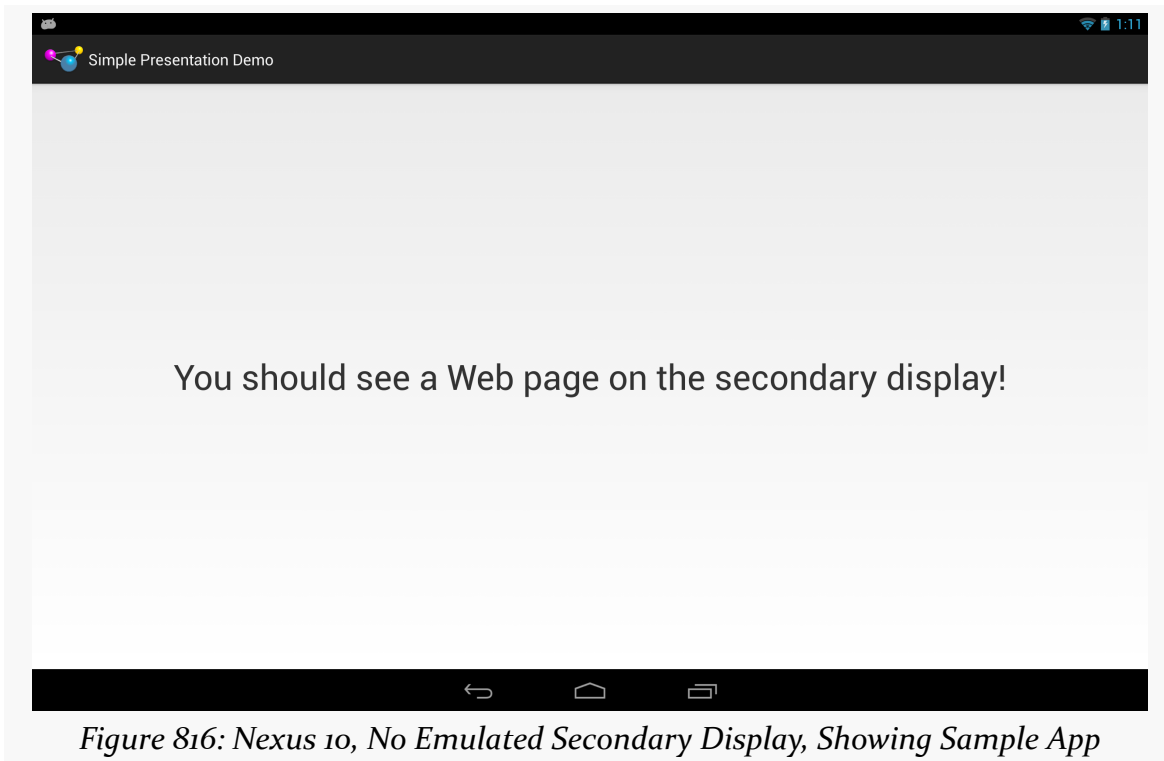 1:11
Simple Presentation Demo
You should see a Web page on the secondary display!
Figure 816: Nexus 10, No Emulated Secondary Display, Showing Sample App